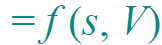 =f(s, V)